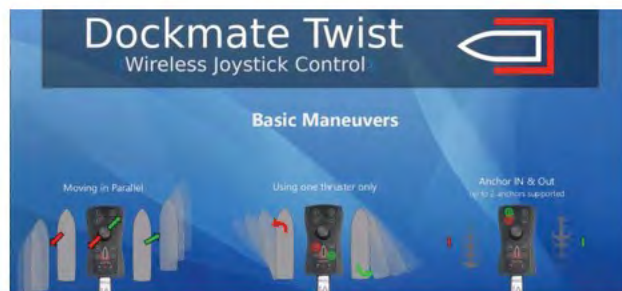 Dockmate Twist
Wireless Joystick Control
Basic Maneuvers
Moving in Parallel
Using one thruster only
Anchor IN & Out
up to 2 anchors supported